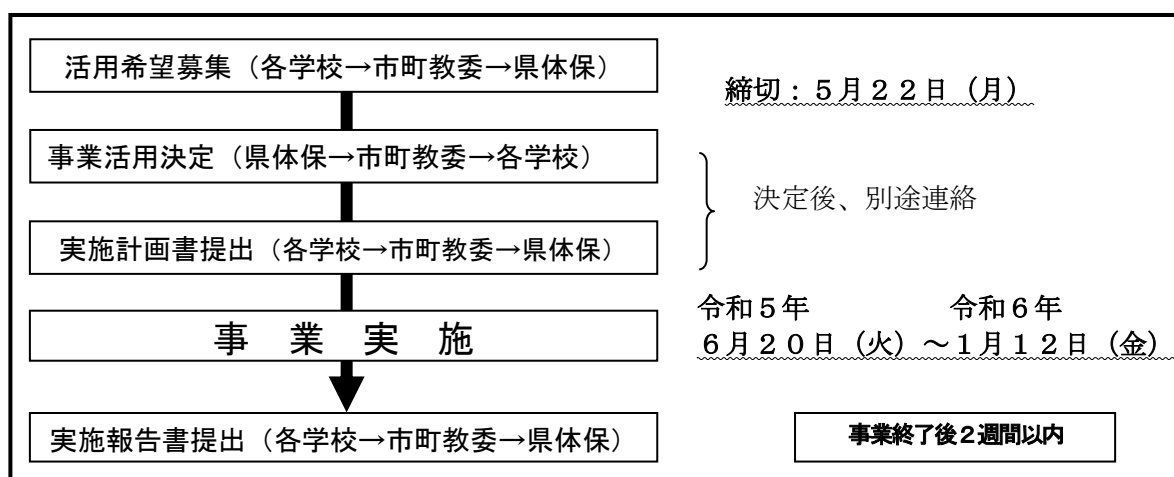 活用希望募集（各学校→市町教委→県体保）
締切：５月２２日（月）
事業活用決定（県体保→市町教委→各学校）
決定後、別途連絡
実施計画書提出（各学校→市町教委→県体保）
令和５年　令和６年
事業実施
６月２０日（火）～１月１２日（金）
実施報告書提出（各学校→市町教委→県体保）
事業終了後２週間以内